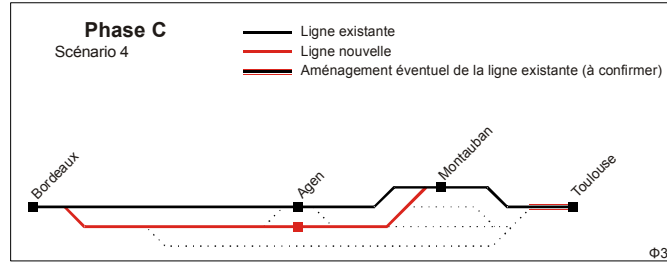 Phase C
Scénario 4
Ligne existante
Ligne nouvelle
Aménagement éventuel de la ligne existante (à confirmer)
Bordeaux
Agen
Montauban
Toulouse
Φ3